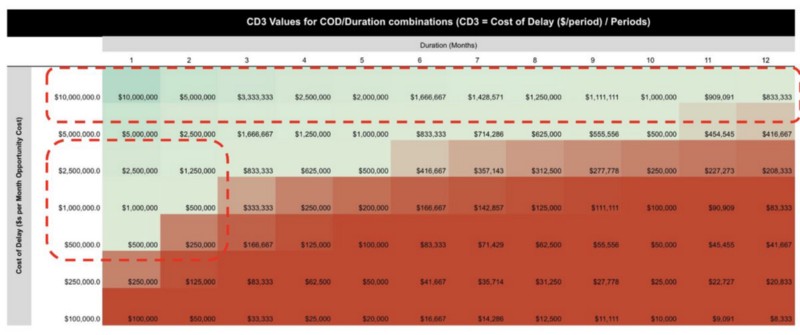 CD3 Values for COD/Duration combinations (CD3 = Cost of Delay ($/period) / Periods)
Duration (Months)
1 2 3 4 5 6 7 8 9 10 11 12
Cost of Delay ($s per Month Opportunity Cost)
$10,000,000.0 $10,000,000 $5,000,000 $3,333,333 $2,500,000 $2,000,000 $1,666,667 $1,428,571 $1,250,000 $1,111,111 $1,000,000 $909,091 $833,333
$5,000,000.0 $5,000,000 $2,500,000 $1,666,667 $1,250,000 $1,000,000 $833,333 $714,286 $625,000 $555,556 $500,000 $454,545 $416,667
$2,500,000.0 $2,500,000 $1,250,000 $833,333 $625,000 $500,000 $416,667 $357,143 $312,500 $277,778 $250,000 $227,273 $208,333
$1,000,000.0 $1,000,000 $500,000 $333,333 $250,000 $200,000 $166,667 $142,857 $125,000 $111,111 $100,000 $90,909 $83,333
$500,000.0 $500,000 $250,000 $166,667 $125,000 $100,000 $83,333 $71,429 $62,500 $55,556 $50,000 $45,455 $41,667
$250,000.0 $250,000 $125,000 $83,333 $62,500 $50,000 $41,667 $35,714 $31,250 $27,778 $25,000 $22,727 $20,833
$100,000.0 $100,000 $50,000 $33,333 $25,000 $20,000 $16,667 $14,286 $12,500 $11,111 $10,000 $9,091 $8,333